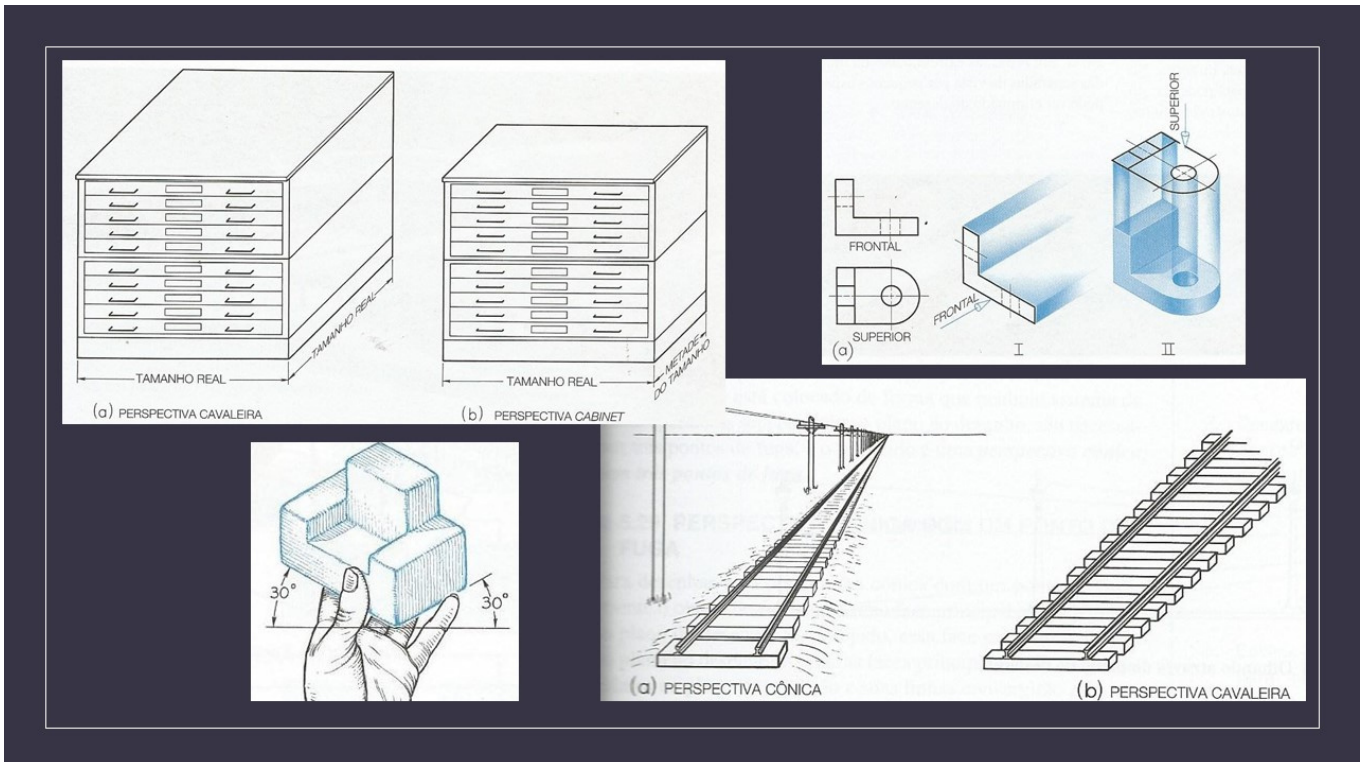 TAMANHO REAL
TAMANHO REAL
(a) PERSPECTIVA CAVALEIRA
TAMANHO REAL
METADE
DO TAMANHO
(b) PERSPECTIVA CABINET
FRONTAL
SUPERIOR
(a)
FRONTAL
I
SUPERIOR
II
30°
30°
(a) PERSPECTIVA CÔNICA
(b) PERSPECTIVA CAVALEIRA